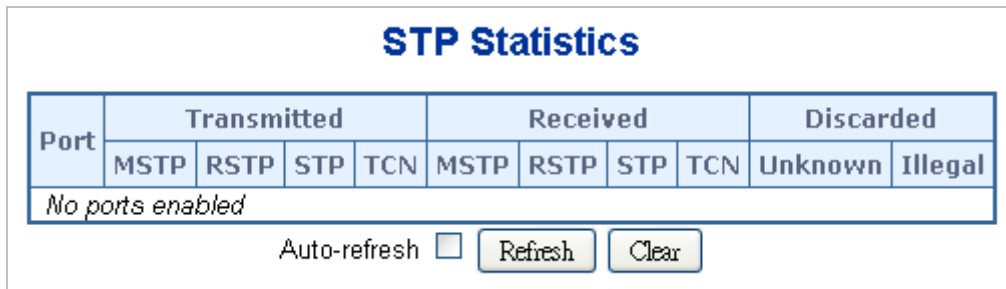 STP Statistics
Port Transmitted Received Discarded
MSTP RSTP STP TCN MSTP RSTP STP TCN Unknown Illegal
No ports enabled
Auto-refresh Refresh Clear